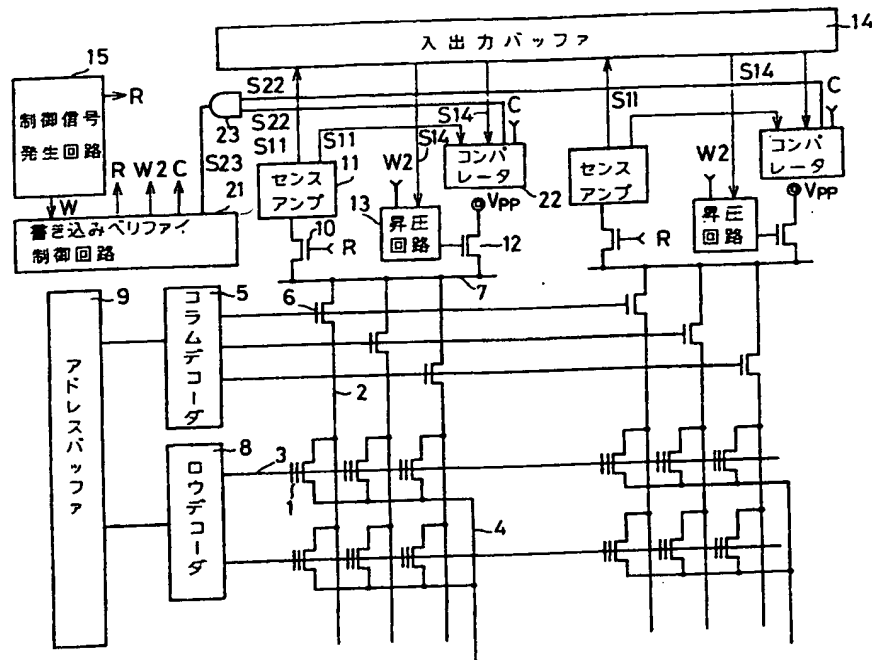 14
入出力バッファ
15
制御信号
発生回路
R
S22
23
S22
S11
S23
S11
S14
S14
C
コンパ
レータ
22
センス
アンプ
11
W2
13
昇圧
回路
VPP
12
10
R
S11
S14
C
コンパ
レータ
センス
アンプ
W2
昇圧
回路
VPP
R
W
R
W2
C
21
書き込みベリファイ
制御回路
9
アドレスバッファ
5
コラムデコーダ
6
7
2
8
ロウデコーダ
3
1
4